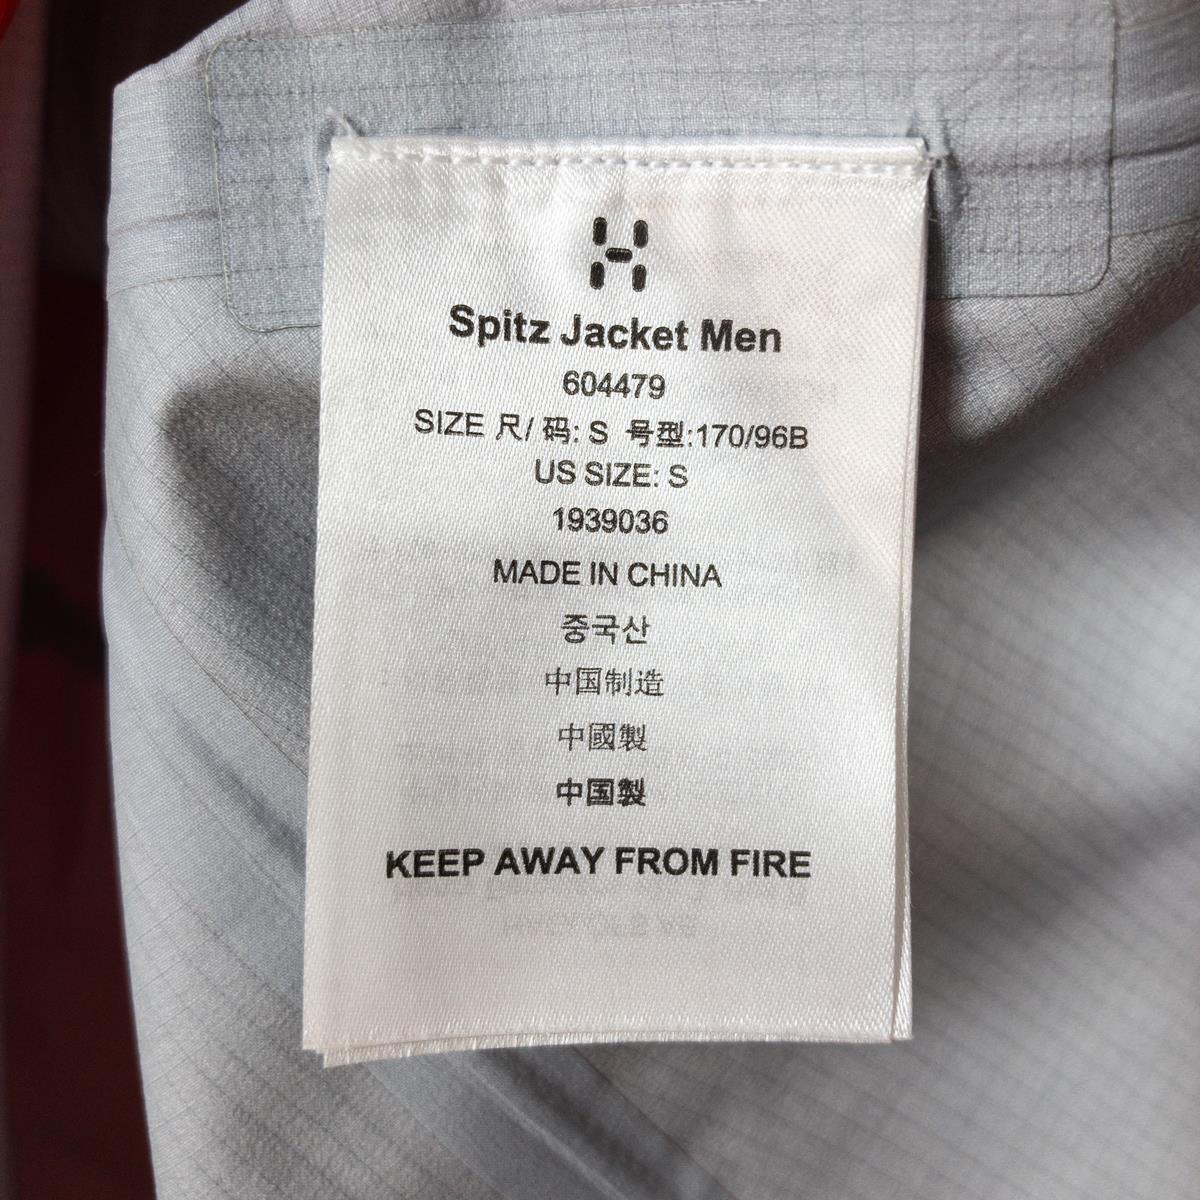 Spitz Jacket Men
604479
SIZE 尺/ 码: S 号型:170/96B
US SIZE: S
1939036
MADE IN CHINA
중국산
中国制造
中國製
中国製
KEEP AWAY FROM FIRE